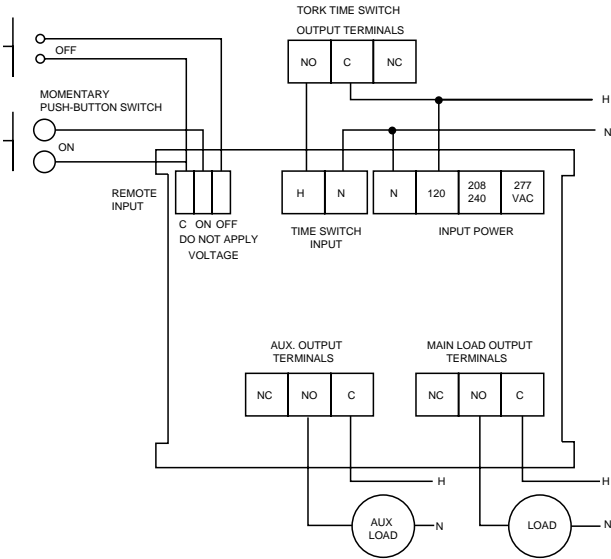 TORK TIME SWITCH
OUTPUT TERMINALS
NO C NC
OFF
H
MOMENTARY
PUSH-BUTTON SWITCH
N
ON
REMOTE
INPUT
H N
N 120 208
240 277
VAC
C ON OFF
DO NOT APPLY
VOLTAGE
TIME SWITCH
INPUT
INPUT POWER
AUX. OUTPUT
TERMINALS
MAIN LOAD OUTPUT
TERMINALS
NC NO C
NC NO C
H
H
AUX
LOAD
N
LOAD
N